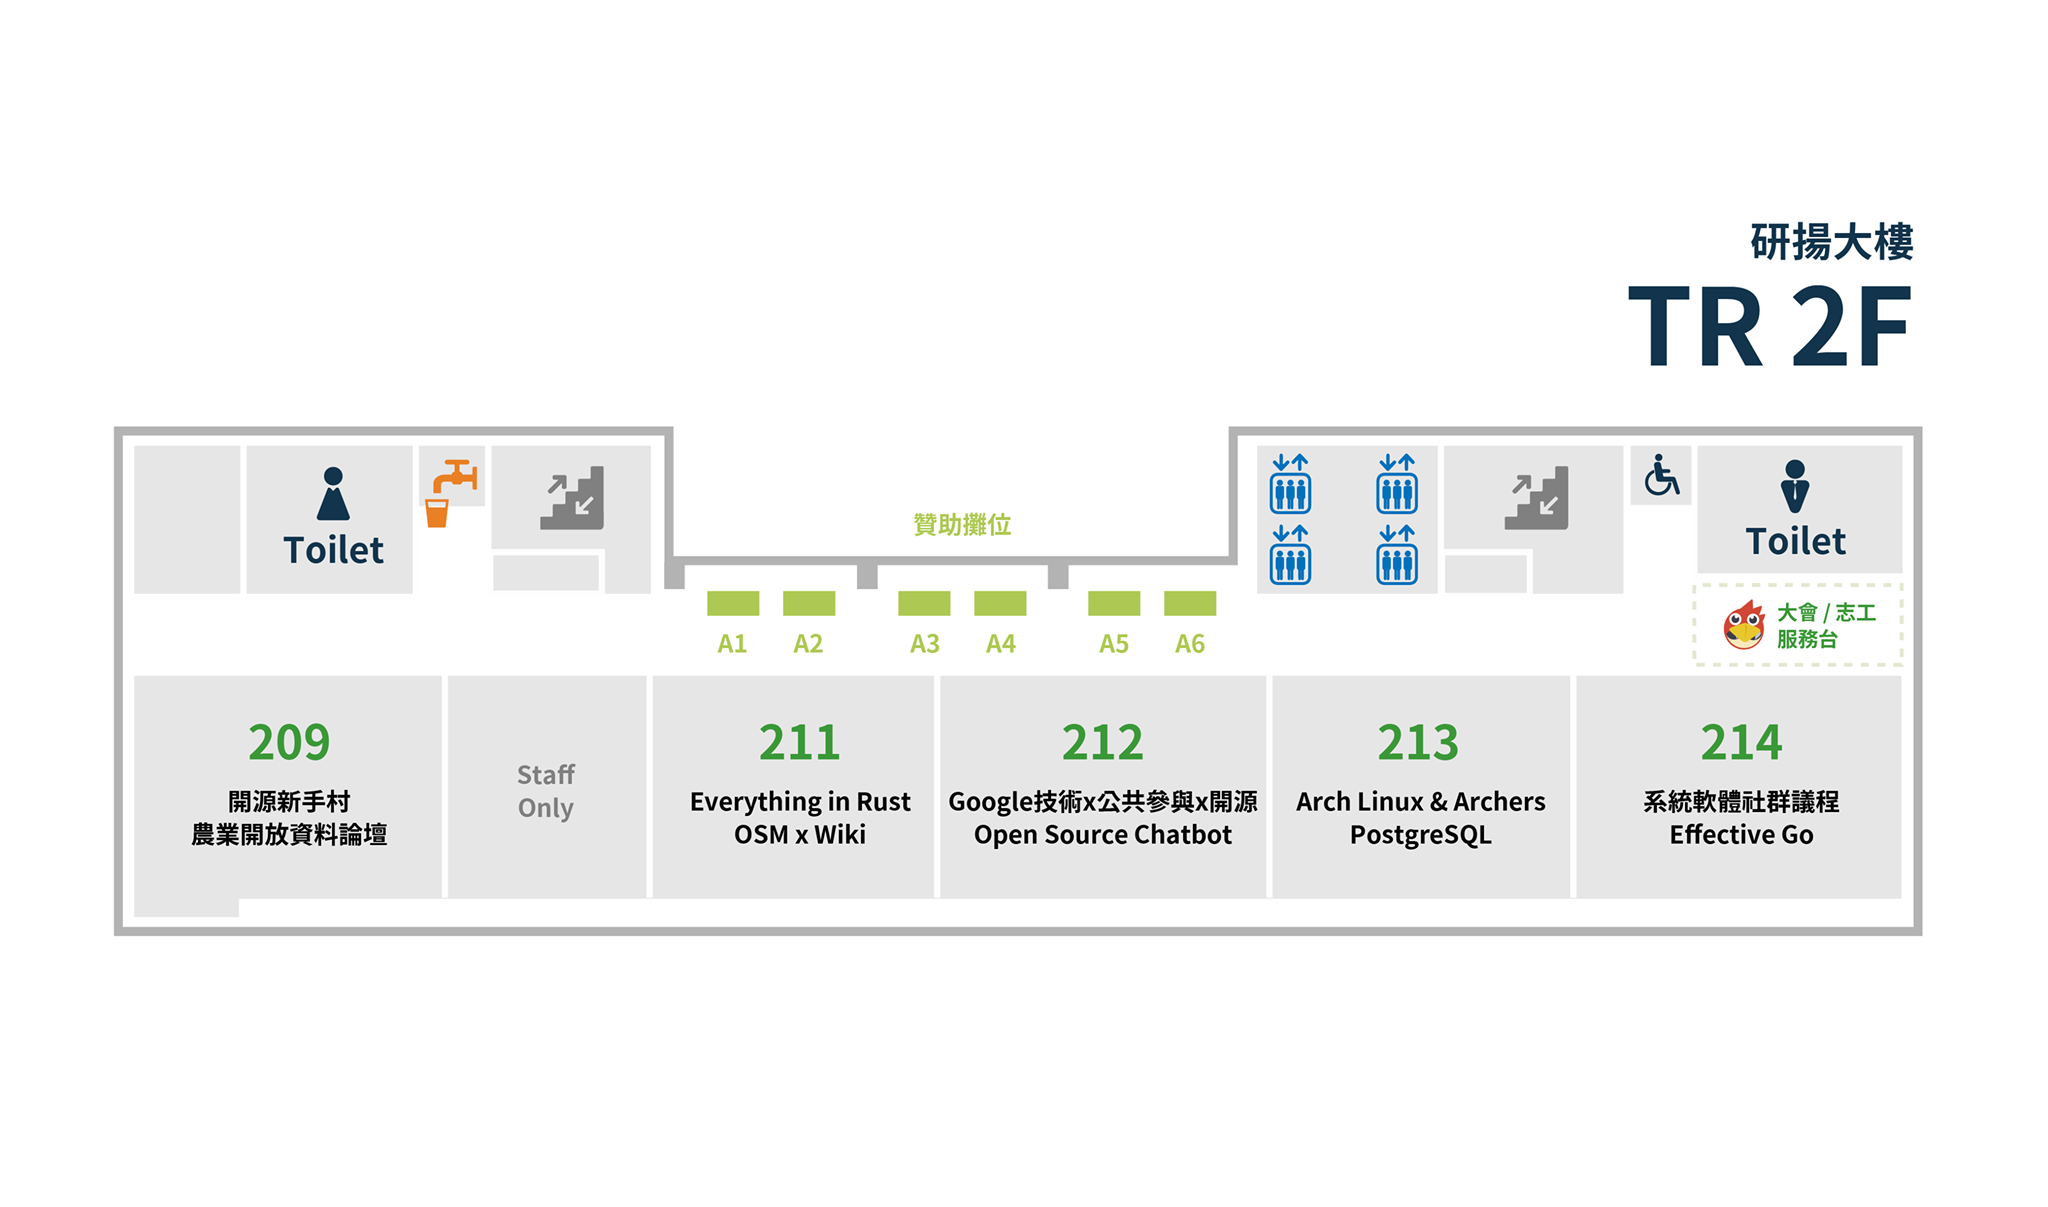 研揚大樓
TR 2F
Toilet
贊助攤位
Toilet
大會 / 志工
服務台
A1
A2
A3
A4
A5
A6
209
開源新手村
農業開放資料論壇
Staff
Only
211
Everything in Rust
OSM x Wiki
212
Google技術x公共參與x開源
Open Source Chatbot
213
Arch Linux & Archers
PostgreSQL
214
系統軟體社群議程
Effective Go